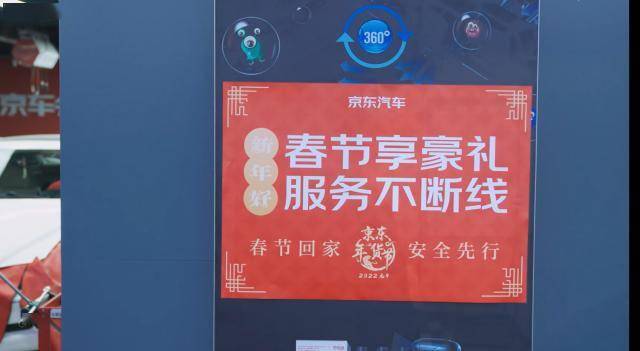 360°
京东汽车
京东汽车
新年好
春节享豪礼
服务不断线
春节回家
京东
年货节
安全先行